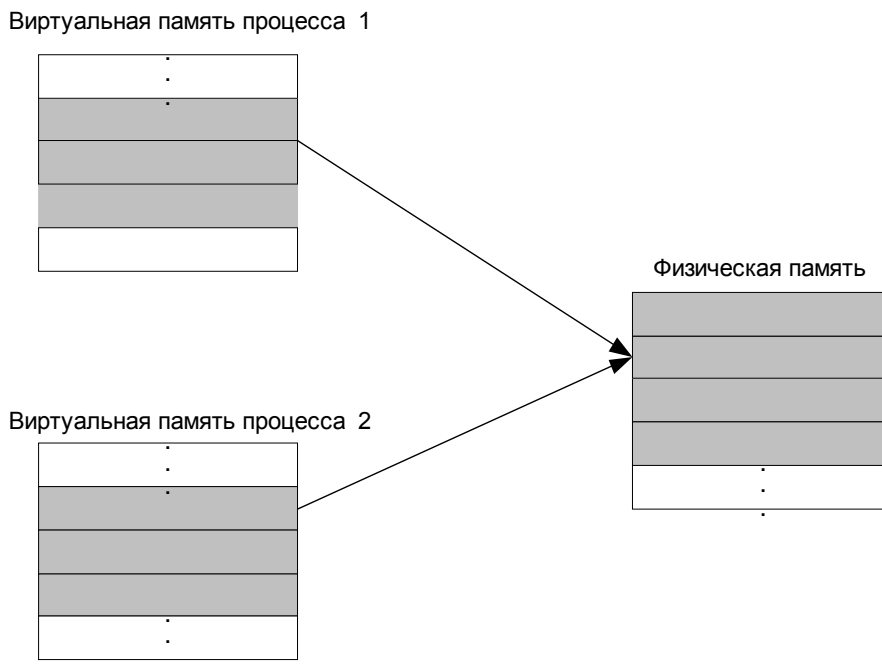 Виртуальная память процесса 1
Физическая память
Виртуальная память процесса 2